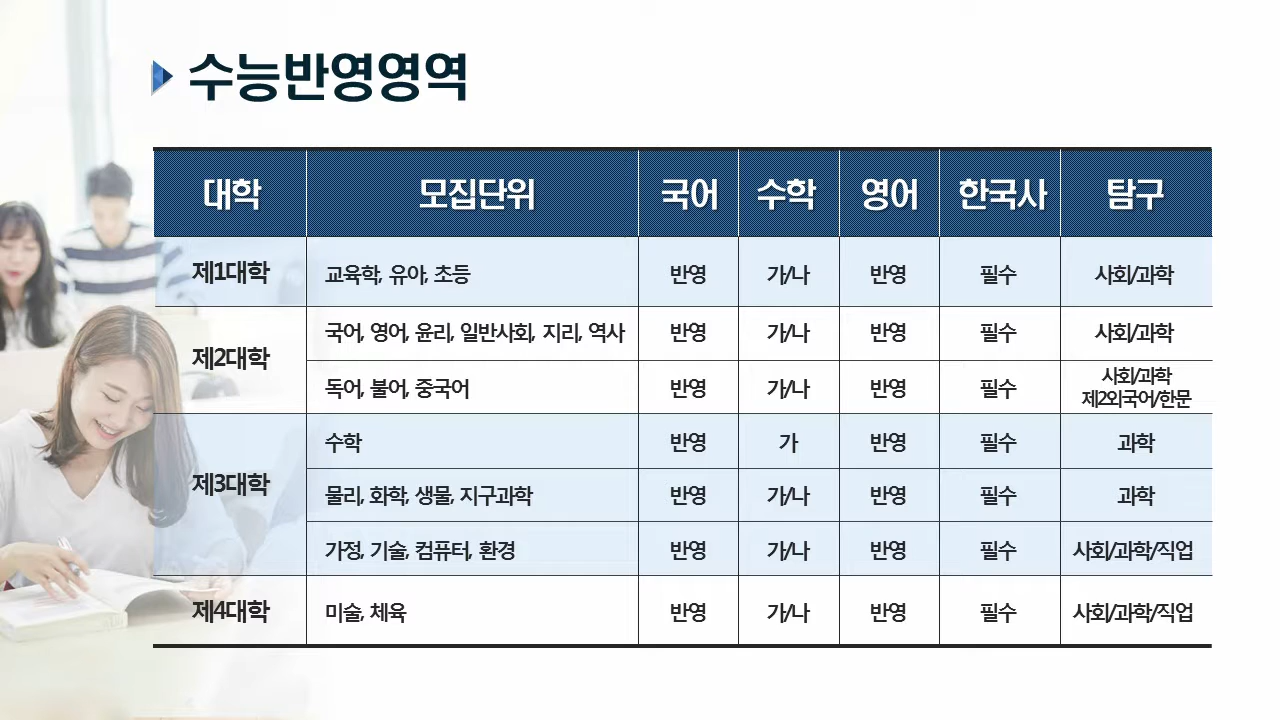 수능반영영역
대학 모집단위 국어 수학 영어 한국사 탐구
제1대학 교육학, 유아, 초등 반영 가/나 반영 필수 사회/과학
제2대학 국어, 영어, 윤리, 일반사회, 지리, 역사 반영 가/나 반영 필수 사회/과학
독어, 불어, 중국어 반영 가/나 반영 필수 사회/과학
제2외국어/한문
제3대학 수학 반영 가 반영 필수 과학
물리, 화학, 생물, 지구과학 반영 가/나 반영 필수 과학
가정, 기술, 컴퓨터, 환경 반영 가/나 반영 필수 사회/과학/직업
제4대학 미술, 체육 반영 가/나 반영 필수 사회/과학/직업